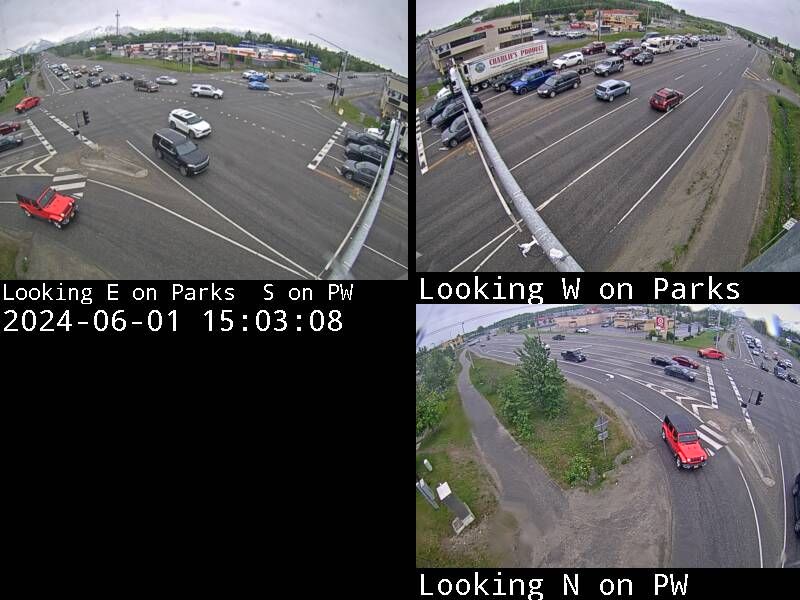 CHARLIE'S PRODUCE
Looking E on Parks  S on PW
2024-06-01 15:03:08
Looking W on Parks
Looking N on PW